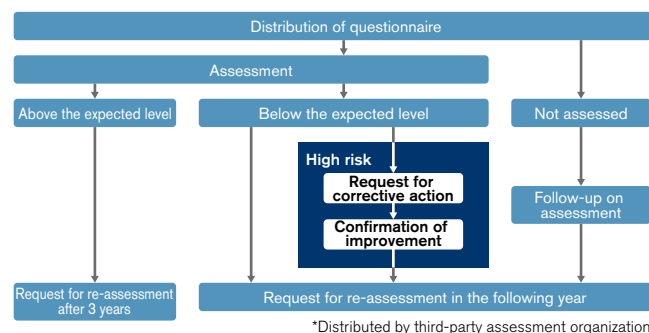 Distribution of questionnaire
Assessment
Above the expected level
Below the expected level
Not assessed
High risk
Request for
corrective action
Follow-up on
assessment
Confirmation of
improvement
Request for re-assessment
after 3 years
Request for re-assessment in the following year
*Distributed by third-party assessment organization